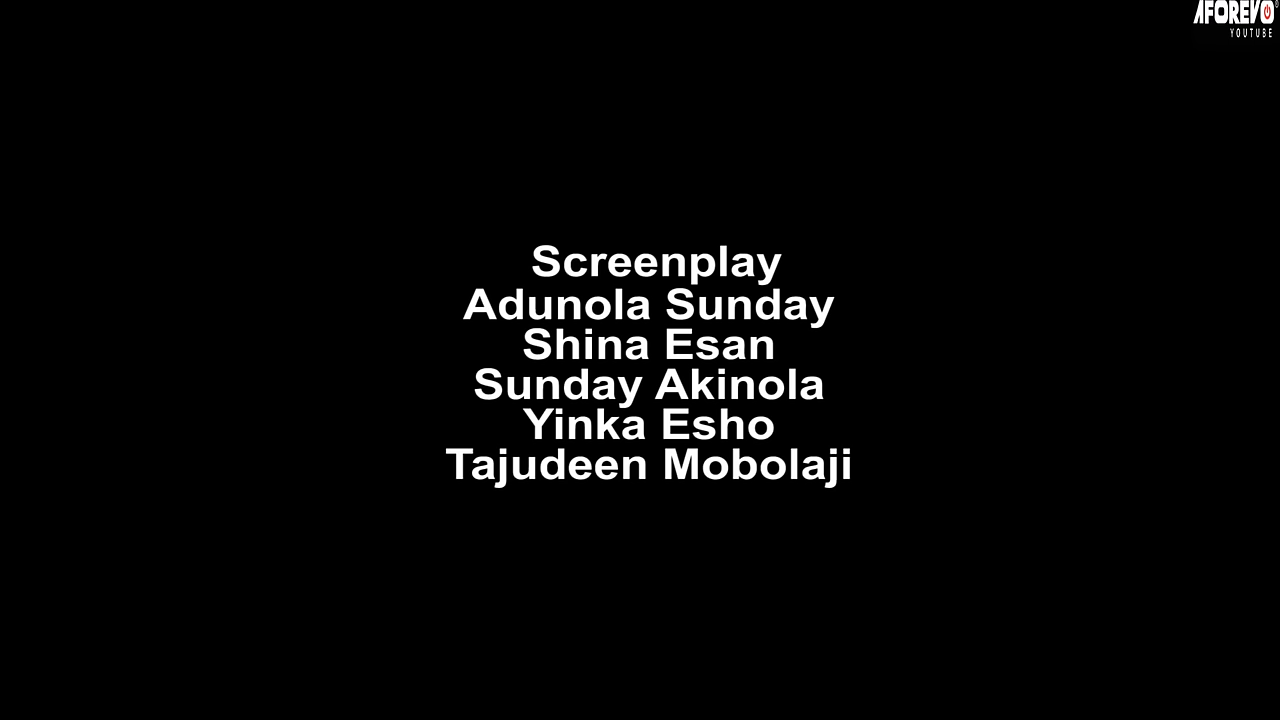 AFOREVO
YOUTUBE
Screenplay
Adunola Sunday
Shina Esan
Sunday Akinola
Yinka Esho
Tajudeen Mobolaji